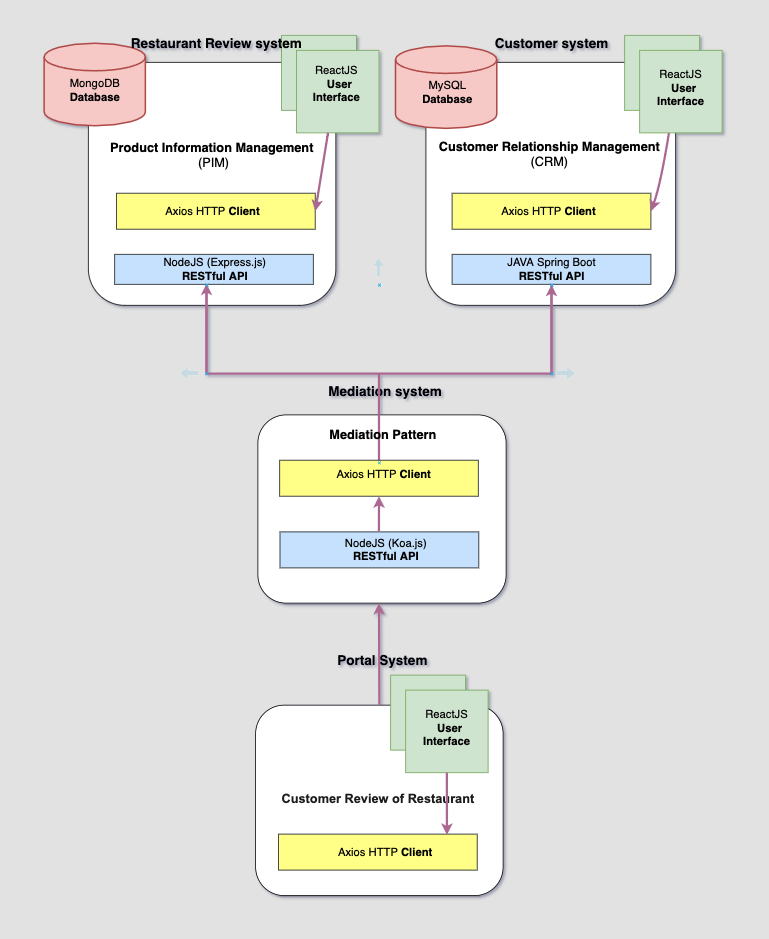 Restaurant Review system
MongoDB
Database
ReactJS
User
Interface
Product Information Management
(PIM)
Axios HTTP Client
NodeJS (Express.js)
RESTful API
Customer system
MySQL
Database
ReactJS
User
Interface
Customer Relationship Management
(CRM)
Axios HTTP Client
JAVA Spring Boot
RESTful API
Mediation system
Mediation Pattern
Axios HTTP Client
NodeJS (Koa.js)
RESTful API
Portal System
ReactJS
User
Interface
Customer Review of Restaurant
Axios HTTP Client